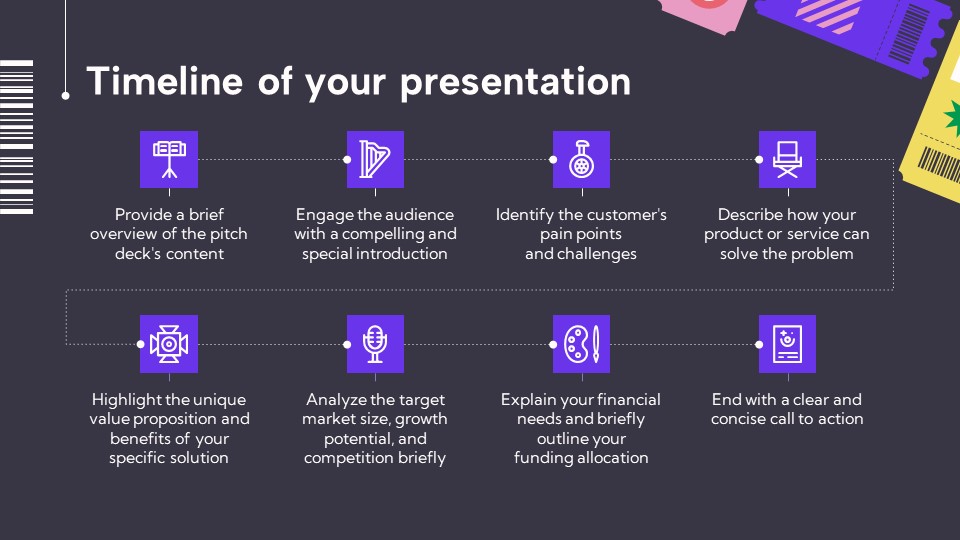 Timeline of your presentation
Provide a brief
overview of the pitch
deck's content
Engage the audience
with a compelling and
special introduction
Identify the customer's
pain points
and challenges
Describe how your
product or service can
solve the problem
Highlight the unique
value proposition and
benefits of your
specific solution
Analyze the target
market size, growth
potential, and
competition briefly
Explain your financial
needs and briefly
outline your
funding allocation
End with a clear and
concise call to action